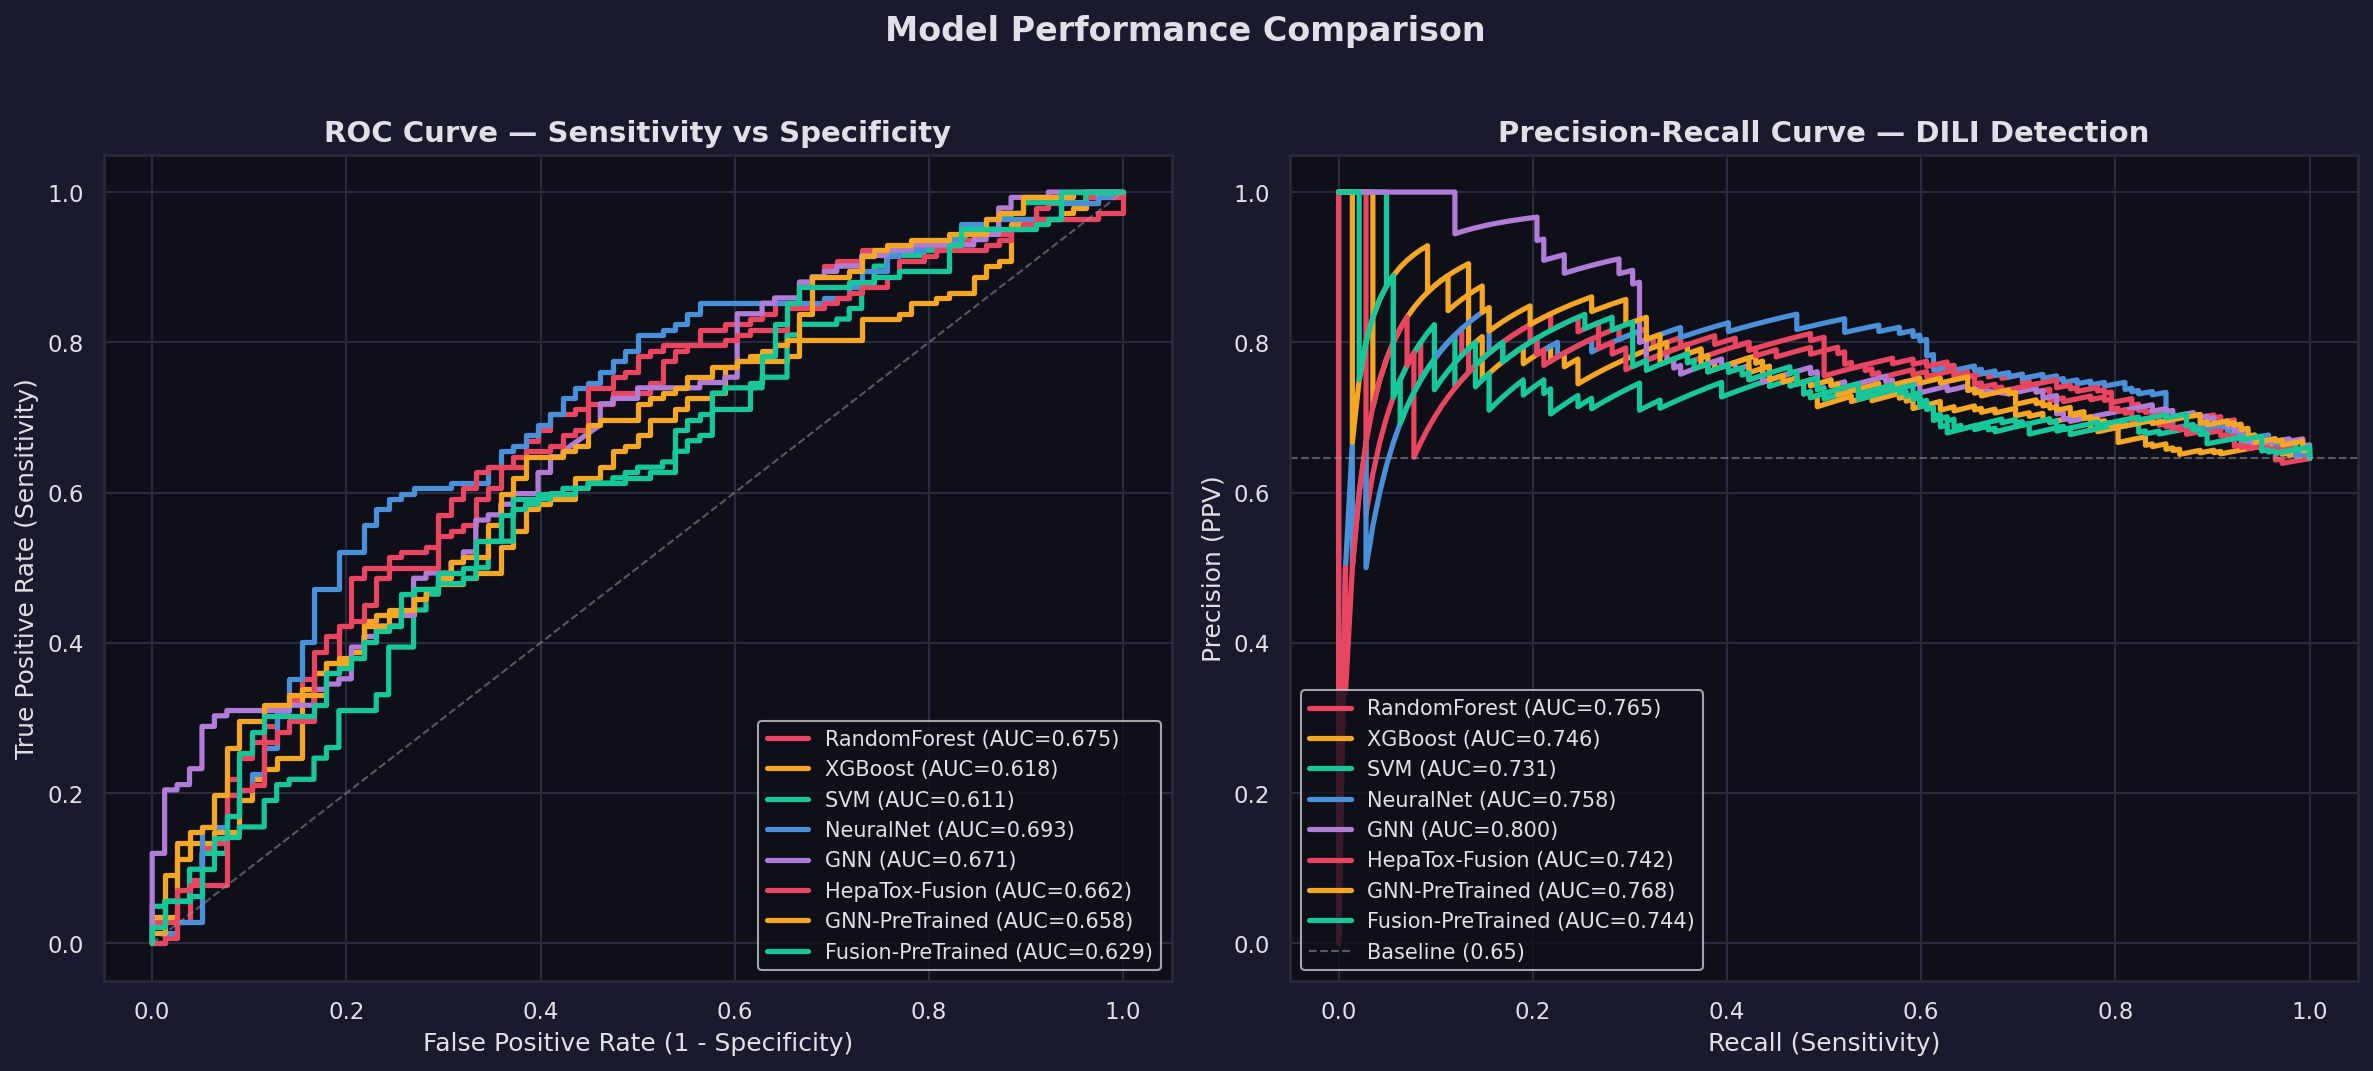 Model Performance Comparison
ROC Curve — Sensitivity vs Specificity
True Positive Rate (Sensitivity)
1.0
0.8
0.6
0.4
0.2
0.0
RandomForest (AUC=0.675)
XGBoost (AUC=0.618)
SVM (AUC=0.611)
NeuralNet (AUC=0.693)
GNN (AUC=0.671)
HepaTox-Fusion (AUC=0.662)
GNN-PreTrained (AUC=0.658)
Fusion-PreTrained (AUC=0.629)
0.0 0.2 0.4 0.6 0.8 1.0
False Positive Rate (1 - Specificity)
Precision-Recall Curve — DILI Detection
Precision (PPV)
1.0
0.8
0.6
0.4
0.2
0.0
RandomForest (AUC=0.765)
XGBoost (AUC=0.746)
SVM (AUC=0.731)
NeuralNet (AUC=0.758)
GNN (AUC=0.800)
HepaTox-Fusion (AUC=0.742)
GNN-PreTrained (AUC=0.768)
Fusion-PreTrained (AUC=0.744)
Baseline (0.65)
0.0 0.2 0.4 0.6 0.8 1.0
Recall (Sensitivity)